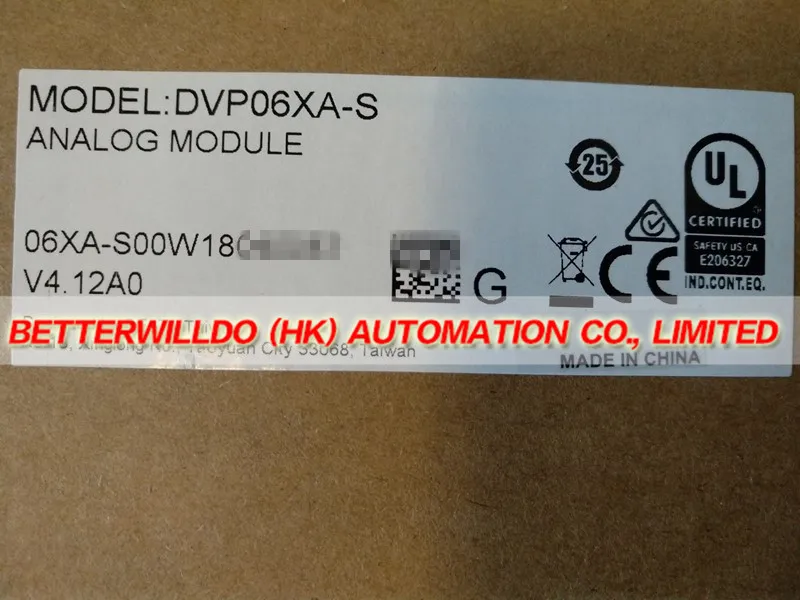 MODEL:DVP06XA-S
ANALOG MODULE
25
UL
CERTIFIED
SAFETY US CA
E206327
IND.CONT.EQ.
06XA-S00W18
V4.12A0
G
CE
BETTERWILLDO (HK) AUTOMATION CO., LIMITED
City 33068, Taiwan
MADE IN CHINA